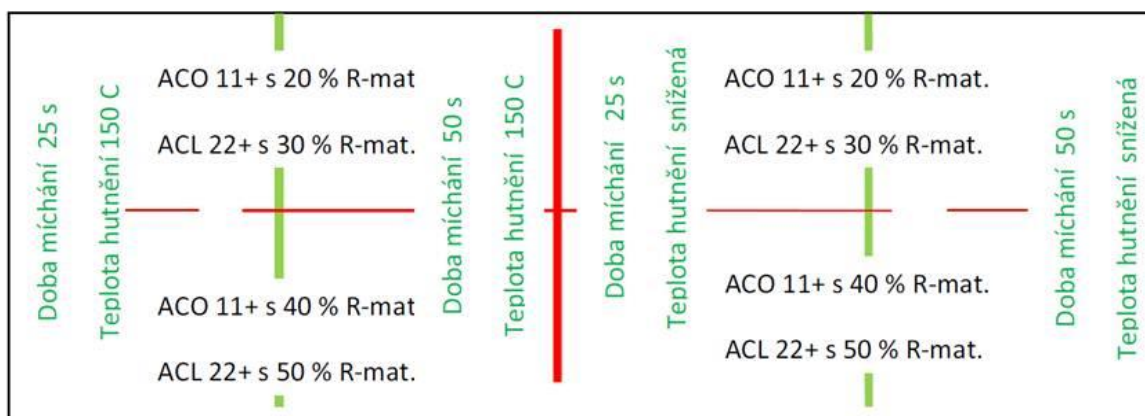 Doba míchání 25 s
Teplota hutnění 150 C
ACO 11+ s 20 % R-mat
ACL 22+ s 30 % R-mat.
ACO 11+ s 40 % R-mat
ACL 22+ s 50 % R-mat.
Doba míchání 50 s
Teplota hutnění 150 C
Doba míchání 25 s
Teplota hutnění snížená
ACO 11+ s 20 % R-mat.
ACL 22+ s 30 % R-mat.
ACO 11+ s 40 % R-mat.
ACL 22+ s 50 % R-mat.
Doba míchání 50 s
Teplota hutnění snížená